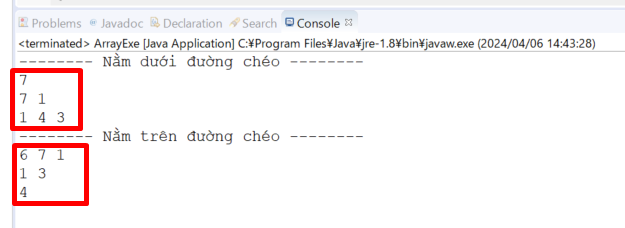 Problems Javadoc Declaration Search Console
<terminated> ArrayExe [Java Application] C:¥Program Files¥Java¥jre-1.8¥bin¥javaw.exe (2024/04/06 14:43:28)
-------- Nằm dưới đường chéo --------
7
7 1
1 4 3
-------- Nằm trên đường chéo --------
6 7 1
1 3
4